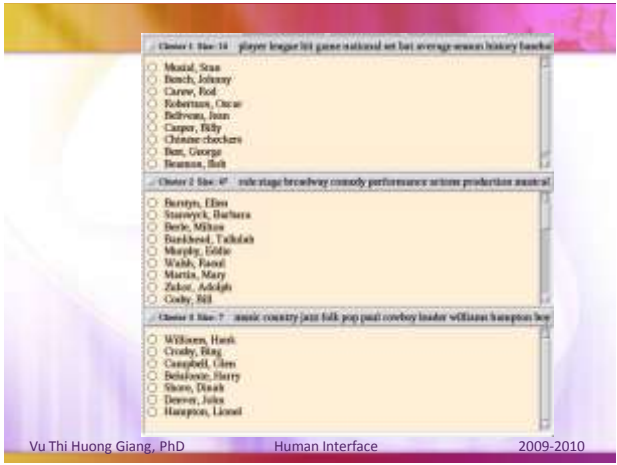 Cluster 1 Size: player league hit game national set bat average season history baseba
Musial, Stan
Bench, Johnny
Carew, Rod
Robertson, Oscar
Beliveau, Jean
Casper, Billy
Chinese checkers
Best, George
Beamon, Bob
Cluster 2 Size: role stage broadway comedy performance actress production musical
Burstyn, Ellen
Stanwyck, Barbara
Berle, Milton
Bankhead, Tallulah
Murphy, Eddie
Walsh, Raoul
Martin, Mary
Zukor, Adolph
Cosby, Bill
Cluster 3 Size: 7 music country jazz folk pop paul cowboy leader williams hampton boy
Williams, Hank
Crosby, Bing
Campbell, Glen
Belafonte, Harry
Shore, Dinah
Denver, John
Hampton, Lionel
Vu Thi Huong Giang, PhD Human Interface 2009-2010